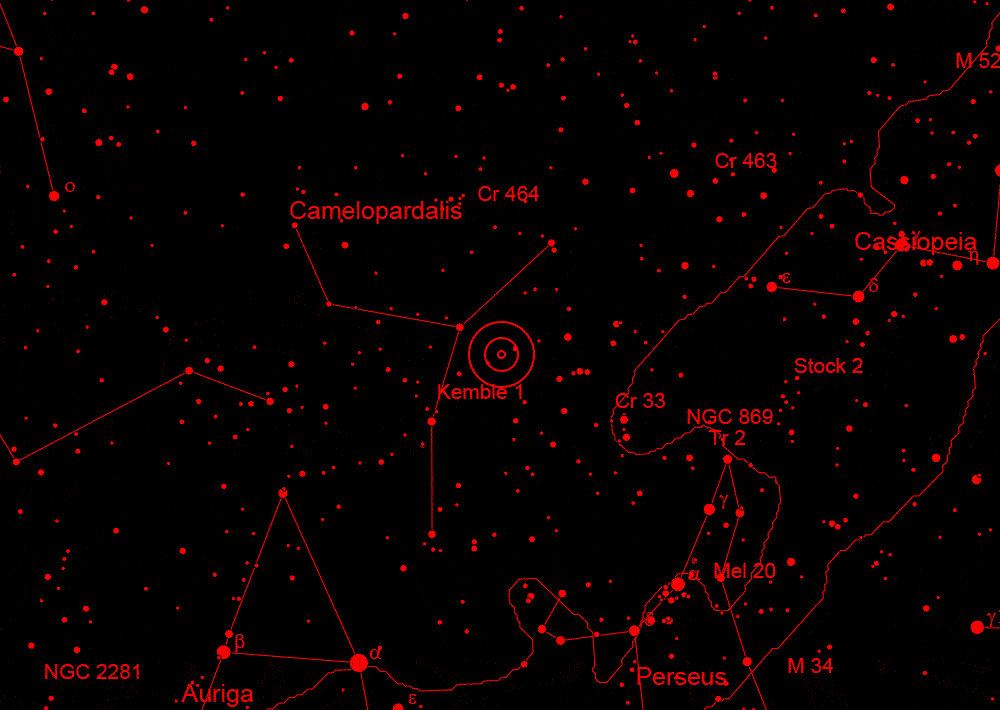 M 52
Cr 463
ο
Cr 464
Camelopardalis
γ
Cassiopeia
η
ε
δ
Stock 2
Kemble 1
Cr 33
NGC 869
Tr 2
γ
α
Mel 20
δ
γ
β
α
NGC 2281
Auriga
ε
Perseus
M 34